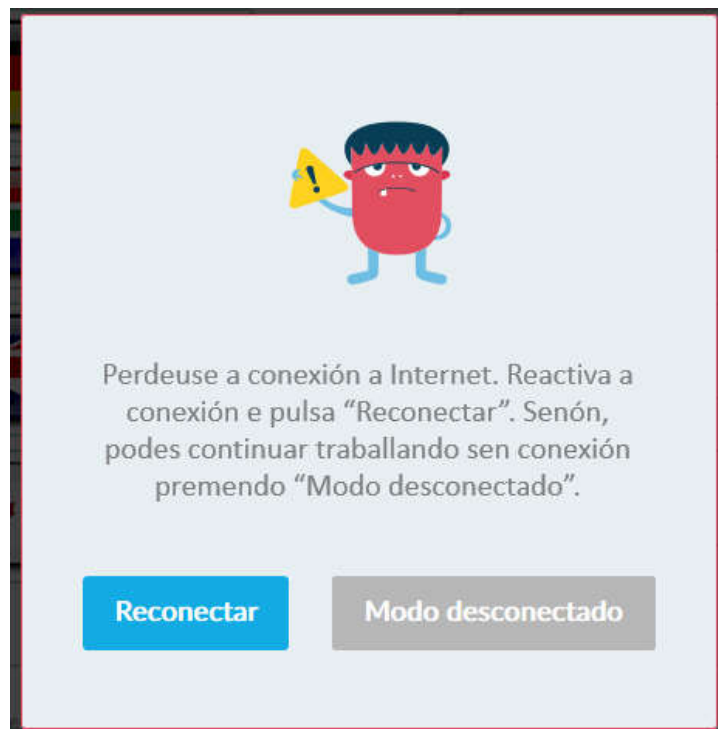 Perdeuse a conexión a Internet. Reactiva a
conexión e pulsa “Reconectar”. Senón,
podes continuar traballando sen conexión
premendo “Modo desconectado”.
Reconectar Modo desconectado